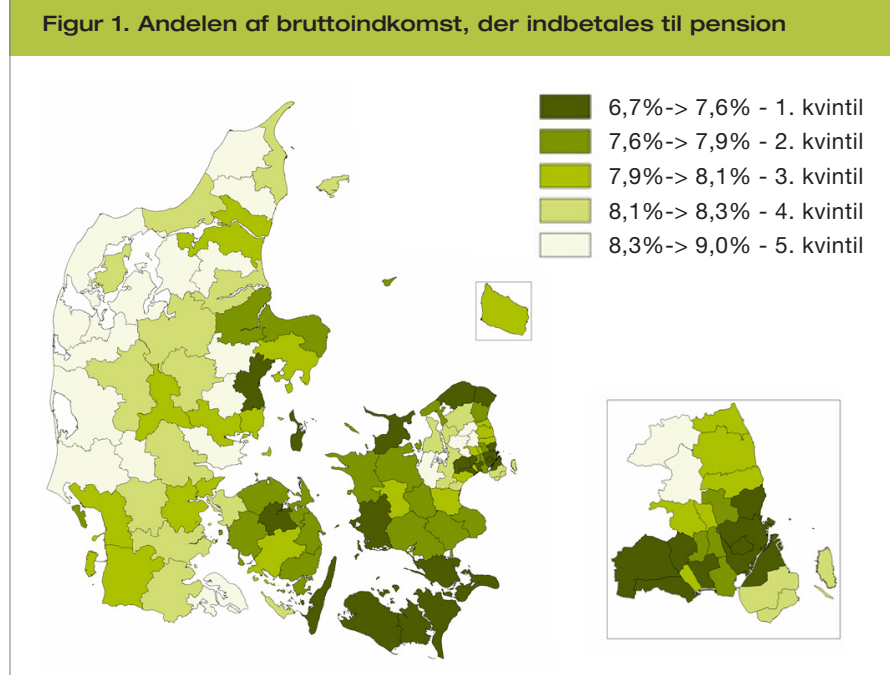 Figur 1. Andelen af bruttoindkomst, der indbetales til pension
6,7%-> 7,6% - 1. kvintil
7,6%-> 7,9% - 2. kvintil
7,9%-> 8,1% - 3. kvintil
8,1%-> 8,3% - 4. kvintil
8,3%-> 9,0% - 5. kvintil